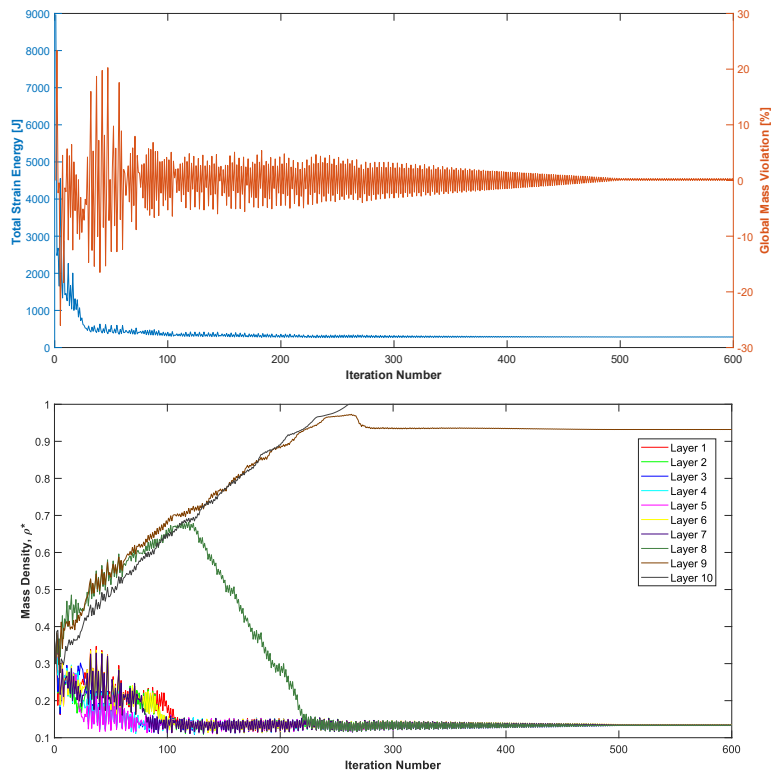 9000
8000
7000
6000
5000
4000
3000
2000
1000
0
Total Strain Energy [J]
30
20
10
0
-10
-20
-30
Global Mass Violation [%]
0 100 200 300 400 500 600
Iteration Number
1
0.9
0.8
0.7
0.6
0.5
0.4
0.3
0.2
0.1
Mass Density, ρ*
Layer 1
Layer 2
Layer 3
Layer 4
Layer 5
Layer 6
Layer 7
Layer 8
Layer 9
Layer 10
0 100 200 300 400 500 600
Iteration Number